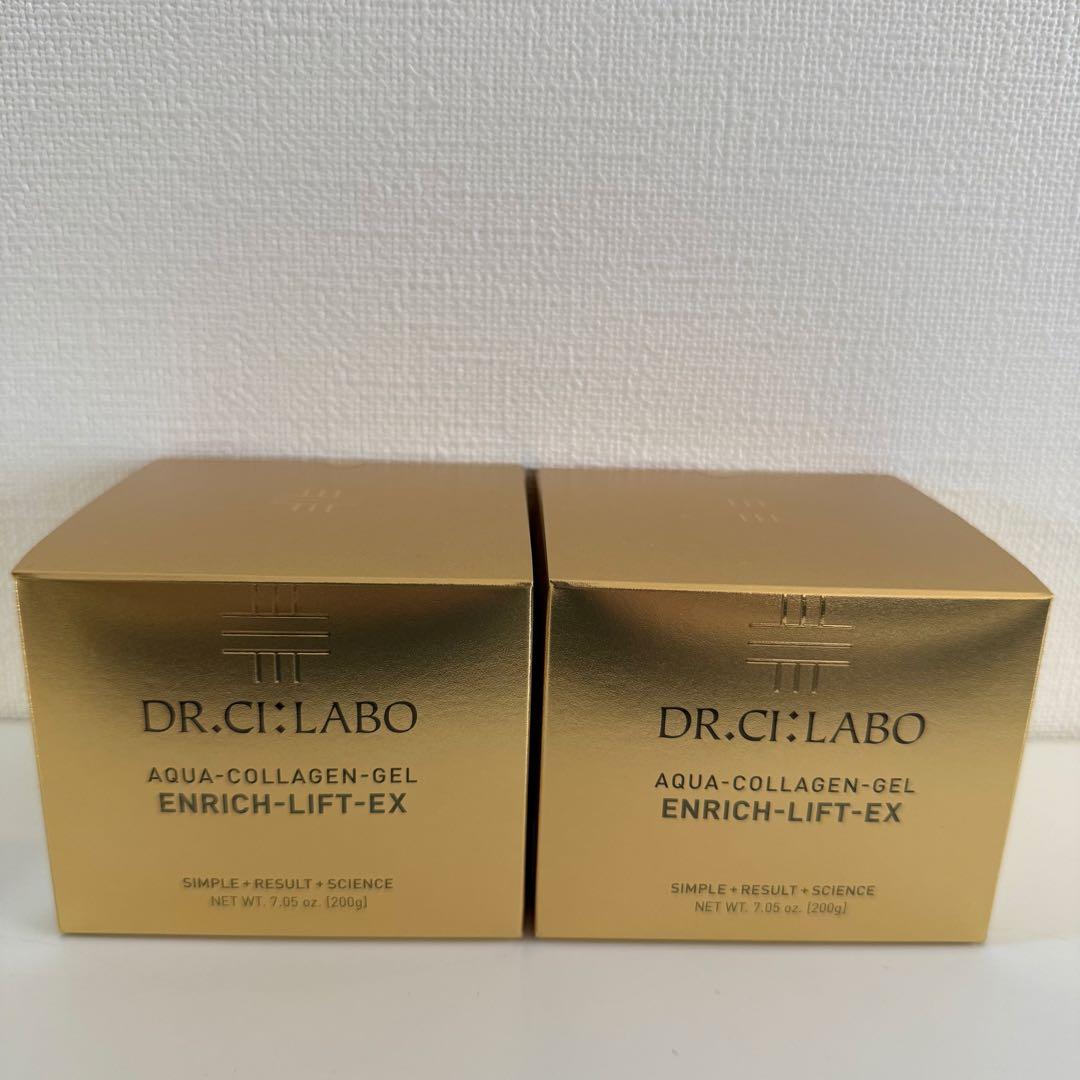 DR.CI:LABO
AQUA-COLLAGEN-GEL
ENRICH-LIFT-EX
SIMPLE+RESULT+SCIENCE
NET WT. 7.05 oz. [200g]
DR.CI:LABO
AQUA-COLLAGEN-GEL
ENRICH-LIFT-EX
SIMPLE+RESULT+SCIENCE
NET WT. 7.05 oz. [200g]